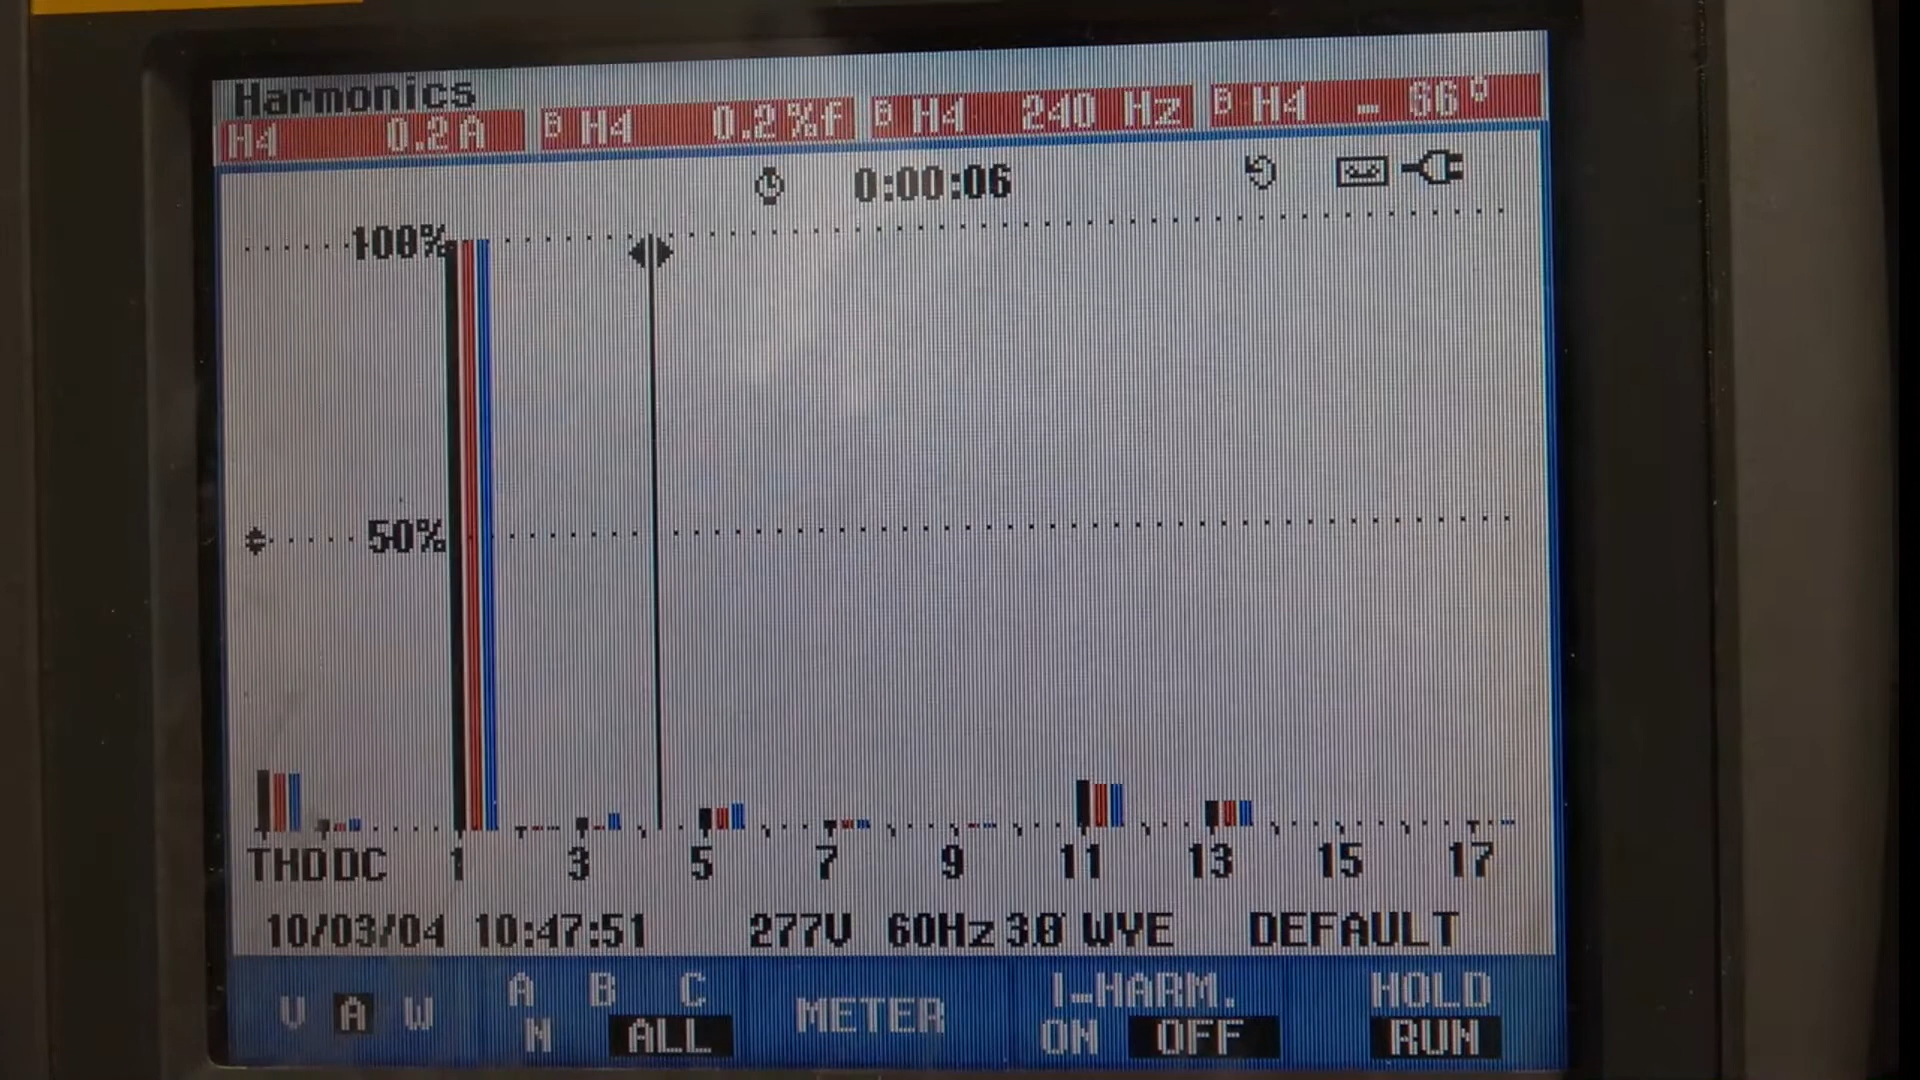 Harmonics
H4 0.2 A B H4 0.2 %f B H4 240 Hz B H4 - 66°
0:00:06
100%
50%
THD DC 1 3 5 7 9 11 13 15 17
10/03/04 10:47:51 277V 60Hz 3Ø WYE DEFAULT
V A W A B C N ALL METER I-HARM. ON OFF HOLD RUN